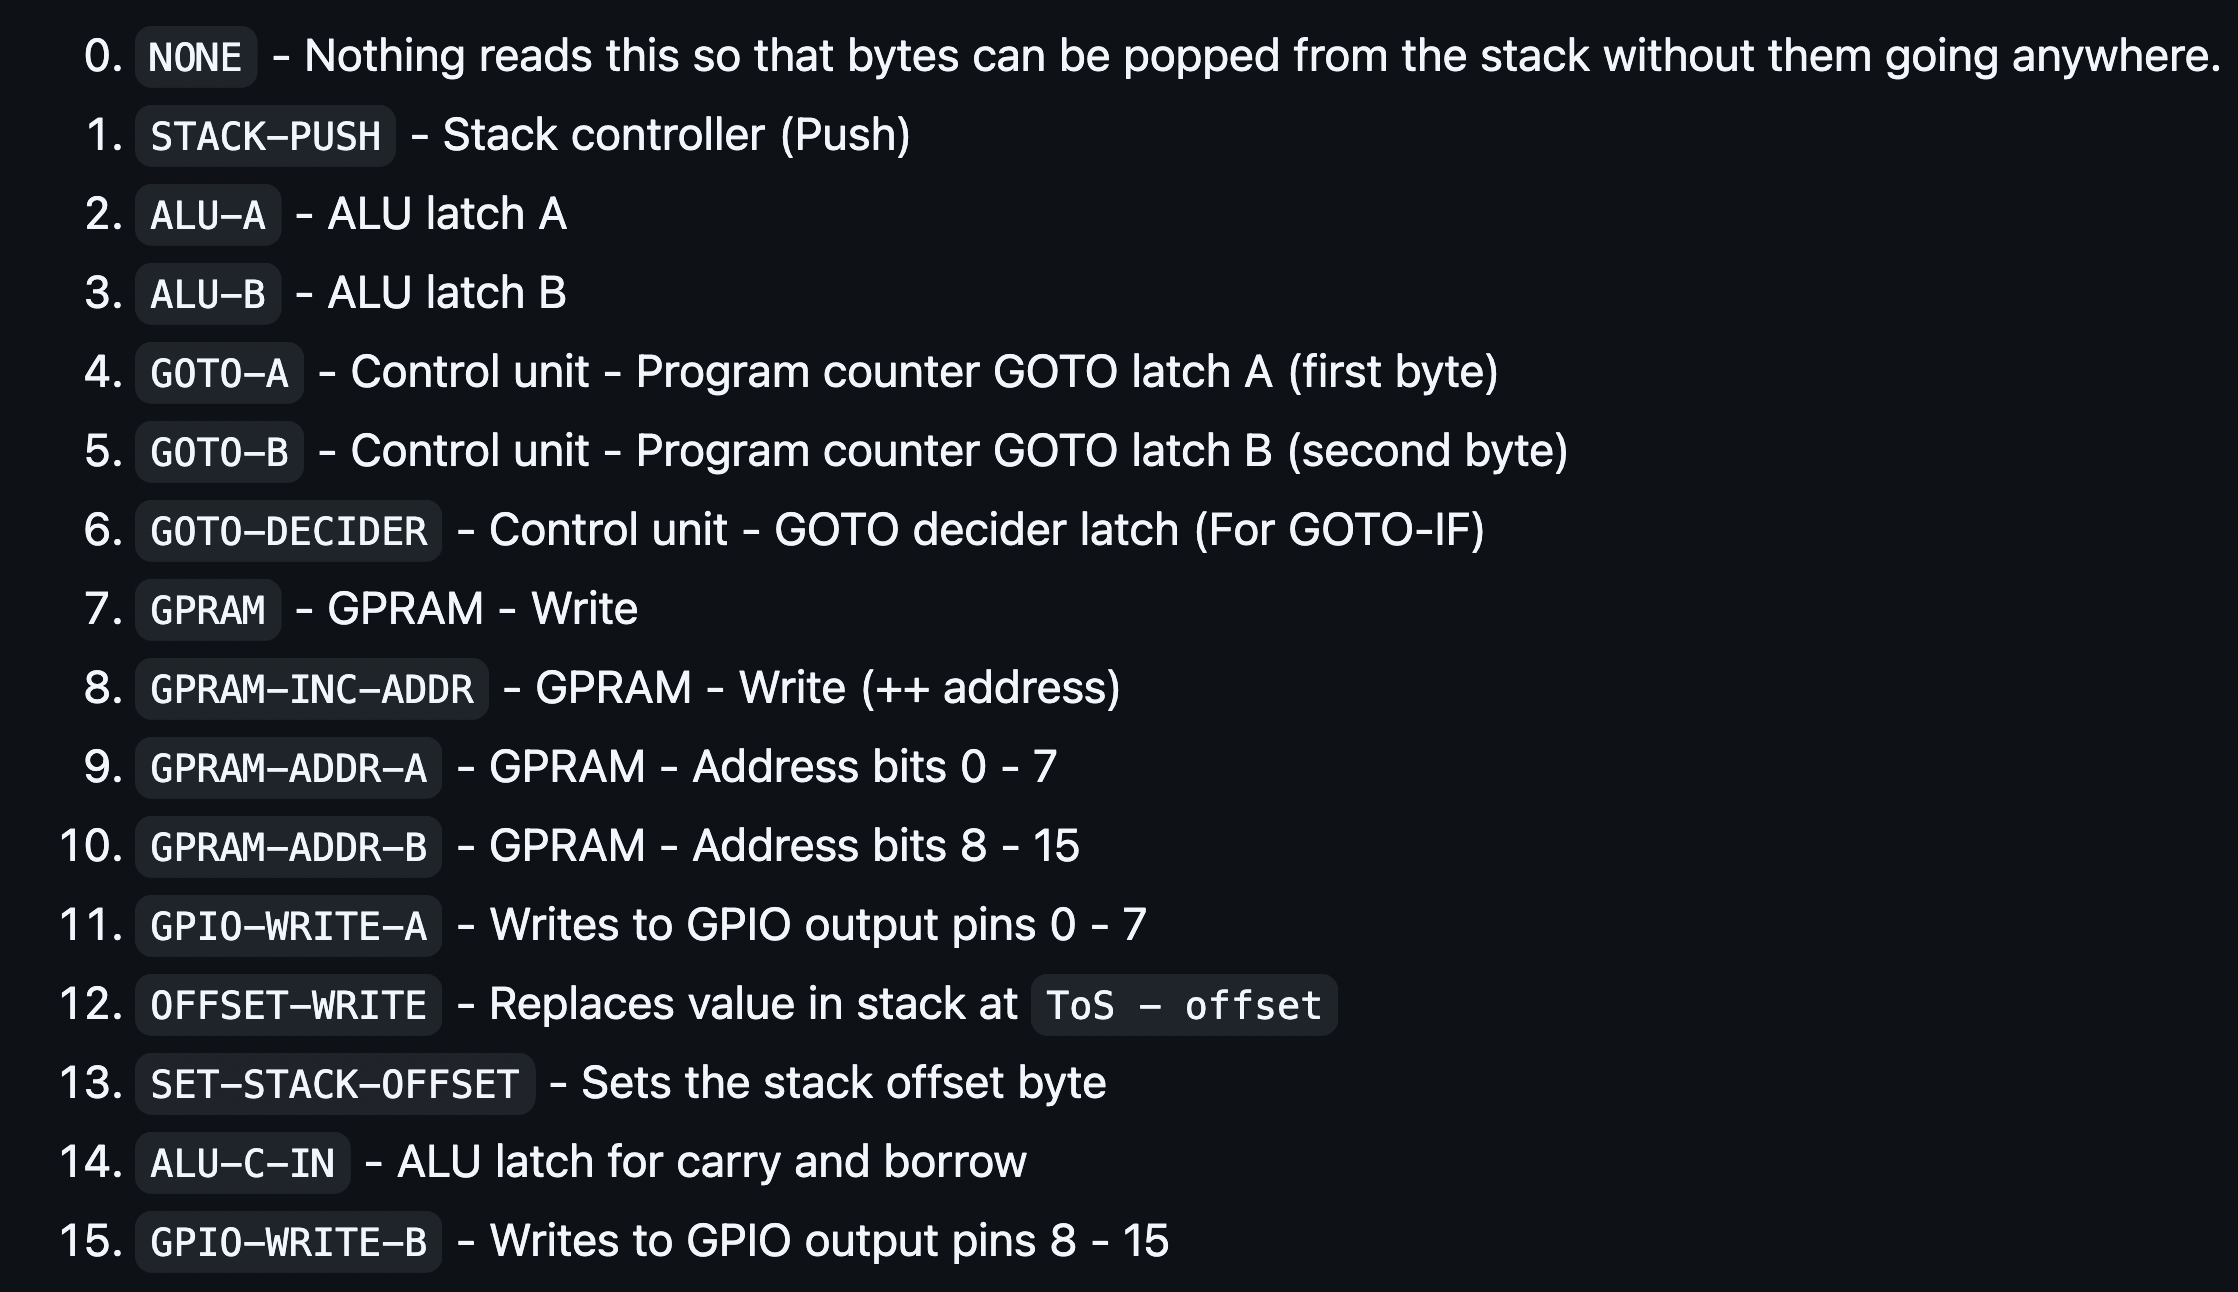 0. NONE - Nothing reads this so that bytes can be popped from the stack without them going anywhere.
1. STACK-PUSH - Stack controller (Push)
2. ALU-A - ALU latch A
3. ALU-B - ALU latch B
4. GOTO-A - Control unit - Program counter GOTO latch A (first byte)
5. GOTO-B - Control unit - Program counter GOTO latch B (second byte)
6. GOTO-DECIDER - Control unit - GOTO decider latch (For GOTO-IF)
7. GPRAM - GPRAM - Write
8. GPRAM-INC-ADDR - GPRAM - Write (++ address)
9. GPRAM-ADDR-A - GPRAM - Address bits 0 - 7
10. GPRAM-ADDR-B - GPRAM - Address bits 8 - 15
11. GPIO-WRITE-A - Writes to GPIO output pins 0 - 7
12. OFFSET-WRITE - Replaces value in stack at ToS - offset
13. SET-STACK-OFFSET - Sets the stack offset byte
14. ALU-C-IN - ALU latch for carry and borrow
15. GPIO-WRITE-B - Writes to GPIO output pins 8 - 15